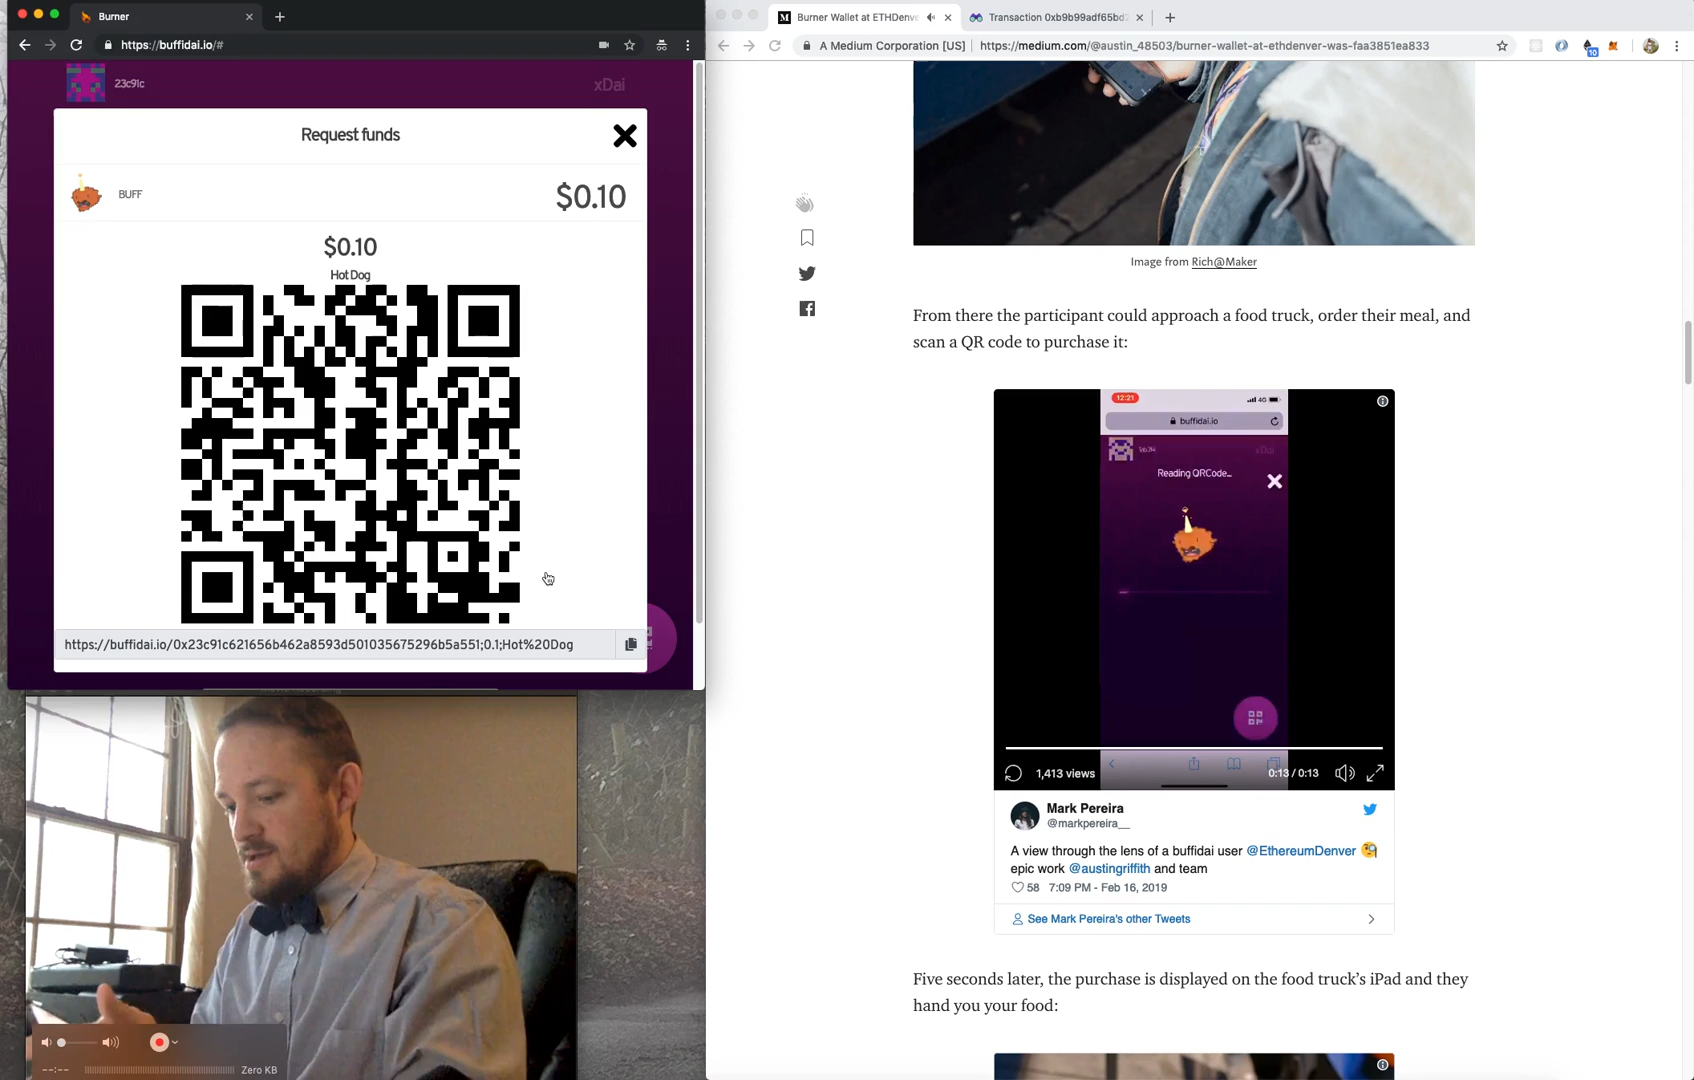 Burner
https://buffidai.io/#
23c91c
xDai
Request funds
BUFF
$0.10
$0.10
Hot Dog
https://buffidai.io/0x23c91c621656b462a8593d501035675296b5a551;0.1;Hot%20Dog
--:--
Zero KB
Burner Wallet at ETHDenv
Transaction 0xb9b99adf65bd2
A Medium Corporation [US]
https://medium.com/@austin_48503/burner-wallet-at-ethdenver-was-faa3851ea833
10
Image from Rich@Maker
From there the participant could approach a food truck, order their meal, and
scan a QR code to purchase it:
12:21
4G
buffidai.io
xDai
Reading QRCode...
1,413 views
0:13 / 0:13
Mark Pereira
@markpereira__
A view through the lens of a buffidai user @EthereumDenver 🧐
epic work @austingriffith and team
58 7:09 PM - Feb 16, 2019
See Mark Pereira's other Tweets
Five seconds later, the purchase is displayed on the food truck’s iPad and they
hand you your food: